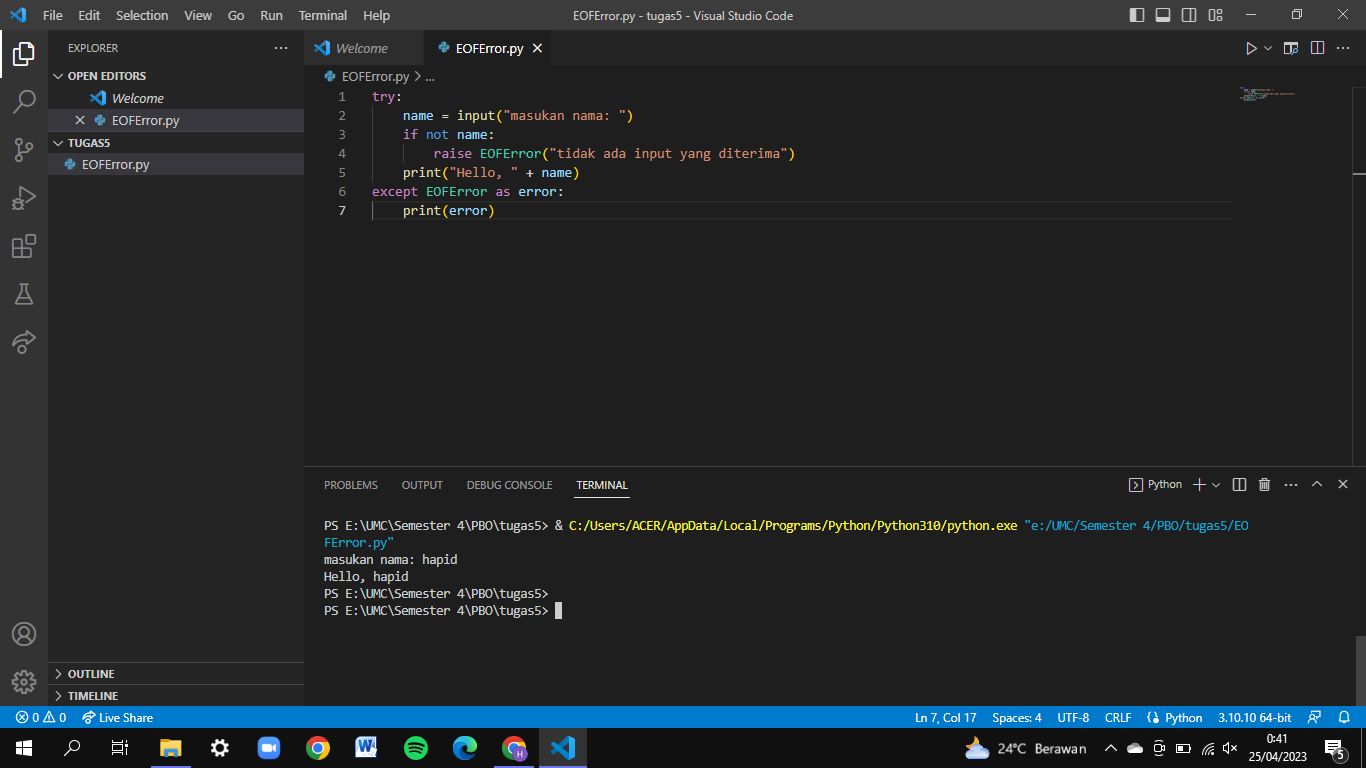 File Edit Selection View Go Run Terminal Help EOFError.py - tugas5 - Visual Studio Code
EXPLORER
OPEN EDITORS
Welcome
EOFError.py
TUGAS5
EOFError.py
OUTLINE
TIMELINE
Welcome EOFError.py
EOFError.py > ...
1 try:
2 name = input("masukan nama: ")
3 if not name:
4 raise EOFError("tidak ada input yang diterima")
5 print("Hello, " + name)
6 except EOFError as error:
7 print(error)
PROBLEMS OUTPUT DEBUG CONSOLE TERMINAL Python
PS E:\UMC\Semester 4\PBO\tugas5> & C:/Users/ACER/AppData/Local/Programs/Python/Python310/python.exe "e:/UMC/Semester 4/PBO/tugas5/EO
FError.py"
masukan nama: hapid
Hello, hapid
PS E:\UMC\Semester 4\PBO\tugas5>
PS E:\UMC\Semester 4\PBO\tugas5>
0 0 Live Share Ln 7, Col 17 Spaces: 4 UTF-8 CRLF Python 3.10.10 64-bit
24°C Berawan
0:41
25/04/2023
5